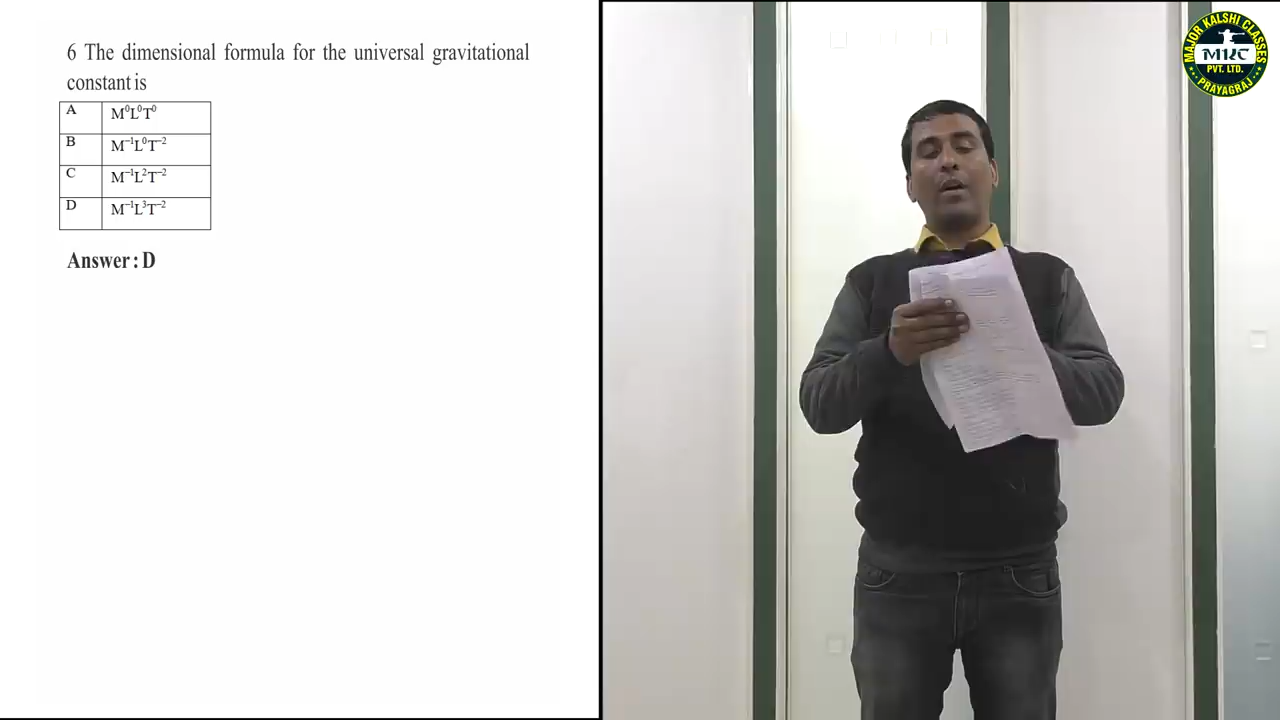 6 The dimensional formula for the universal gravitational
constant is
A M⁰L⁰T⁰
B M⁻¹L⁰T⁻²
C M⁻¹L²T⁻²
D M⁻¹L³T⁻²
Answer : D
MAJOR KALSHI CLASSES
MKC
PVT. LTD.
PRAYAGRAJ